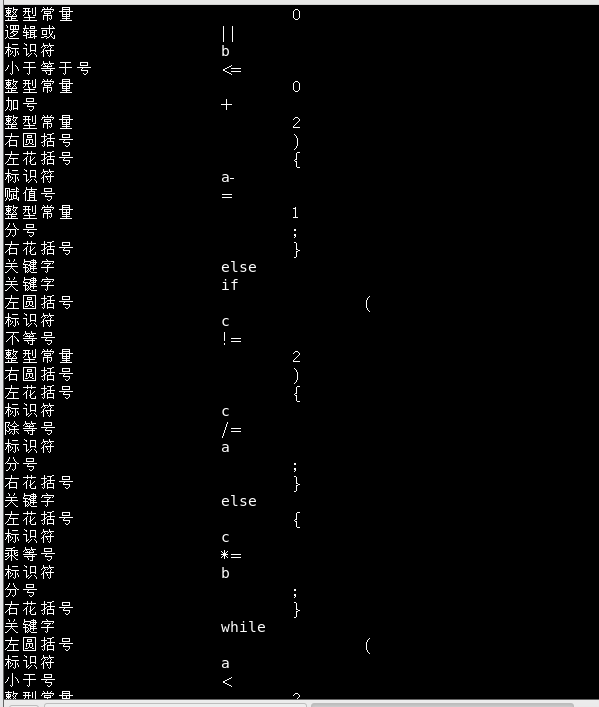 整型常量 0
逻辑或 ||
标识符 b
小于等于号 <=
整型常量 0
加号 +
整型常量 2
右圆括号 )
左花括号 {
标识符 a-
赋值号 =
整型常量 1
分号 ;
右花括号 }
关键字 else
关键字 if
左圆括号 (
标识符 c
不等号 !=
整型常量 2
右圆括号 )
左花括号 {
标识符 c
除等号 /=
标识符 a
分号 ;
右花括号 }
关键字 else
左花括号 {
标识符 c
乘等号 *=
标识符 b
分号 ;
右花括号 }
关键字 while
左圆括号 (
标识符 a
小于号 <
整型常量